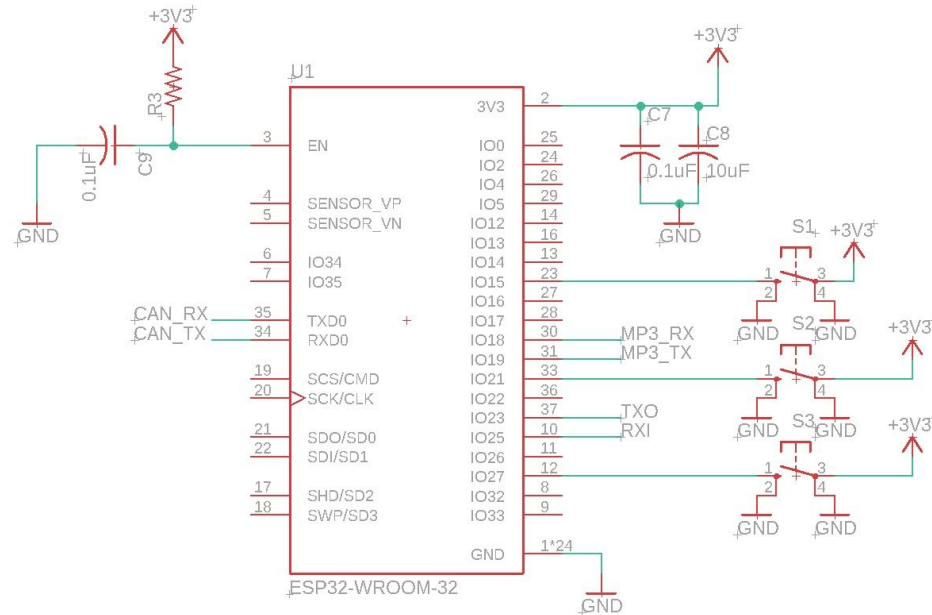 +3V3
R3
0.1uF
C9
GND
U1
3 EN
4 SENSOR_VP
5 SENSOR_VN
6 IO34
7 IO35
CAN_RX 35 TXD0
CAN_TX 34 RXD0
19 SCS/CMD
20 SCK/CLK
21 SDO/SD0
22 SDI/SD1
17 SHD/SD2
18 SWP/SD3
ESP32-WROOM-32
3V3 2
IO0 25
IO2 24
IO4 26
IO5 29
IO12 14
IO13 16
IO14 13
IO15 23
IO16 27
IO17 28
IO18 30 MP3_RX
IO19 31 MP3_TX
IO21 33
IO22 36
IO23 37 TXO
IO25 10 RXI
IO26 11
IO27 12
IO32 8
IO33 9
GND 1*24
GND
+3V3
C7
C8
0.1uF 10uF
GND
S1
+3V3
1 3
2 4
GND GND
S2
+3V3
1 3
2 4
GND GND
S3
+3V3
1 3
2 4
GND GND